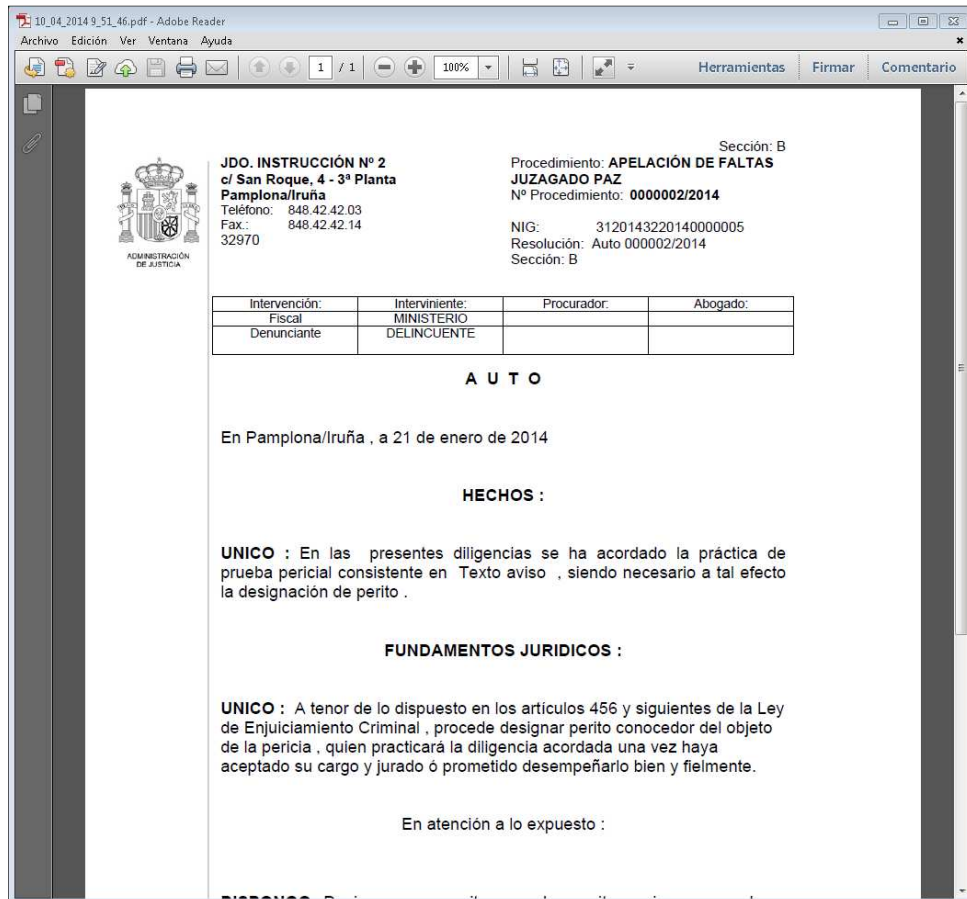 10_04_2014 9_51_46.pdf - Adobe Reader
Archivo Edición Ver Ventana Ayuda
1 / 1 100% Herramientas Firmar Comentario
Sección: B
JDO. INSTRUCCIÓN Nº 2
c/ San Roque, 4 - 3ª Planta
Pamplona/Iruña
Teléfono: 848.42.42.03
Fax.: 848.42.42.14
32970
Procedimiento: APELACIÓN DE FALTAS
JUZAGADO PAZ
Nº Procedimiento: 0000002/2014
NIG: 3120143220140000005
Resolución: Auto 000002/2014
Sección: B
ADMINISTRACIÓN
DE JUSTICIA
Intervención: Interviniente: Procurador: Abogado:
Fiscal MINISTERIO
Denunciante DELINCUENTE
A U T O
En Pamplona/Iruña , a 21 de enero de 2014
HECHOS :
UNICO : En las presentes diligencias se ha acordado la práctica de
prueba pericial consistente en Texto aviso , siendo necesario a tal efecto
la designación de perito .
FUNDAMENTOS JURIDICOS :
UNICO : A tenor de lo dispuesto en los artículos 456 y siguientes de la Ley
de Enjuiciamiento Criminal , procede designar perito conocedor del objeto
de la pericia , quien practicará la diligencia acordada una vez haya
aceptado su cargo y jurado ó prometido desempeñarlo bien y fielmente.
En atención a lo expuesto :